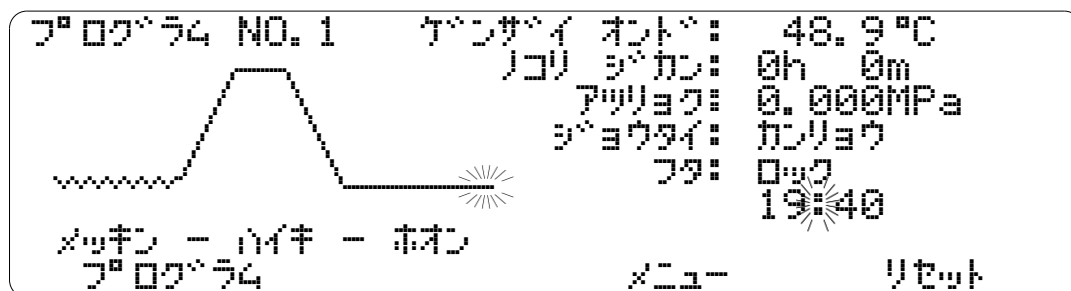 プログラム NO. 1 ゲンザイ オンド: 48. 9℃
ノコリ ジカン: 0h 0m
アツリョク: 0. 000MPa
ジョウタイ: カンリョウ
フタ: ロック
19:40
メッキン － ハイキ － ホオン
プログラム メニュー リセット